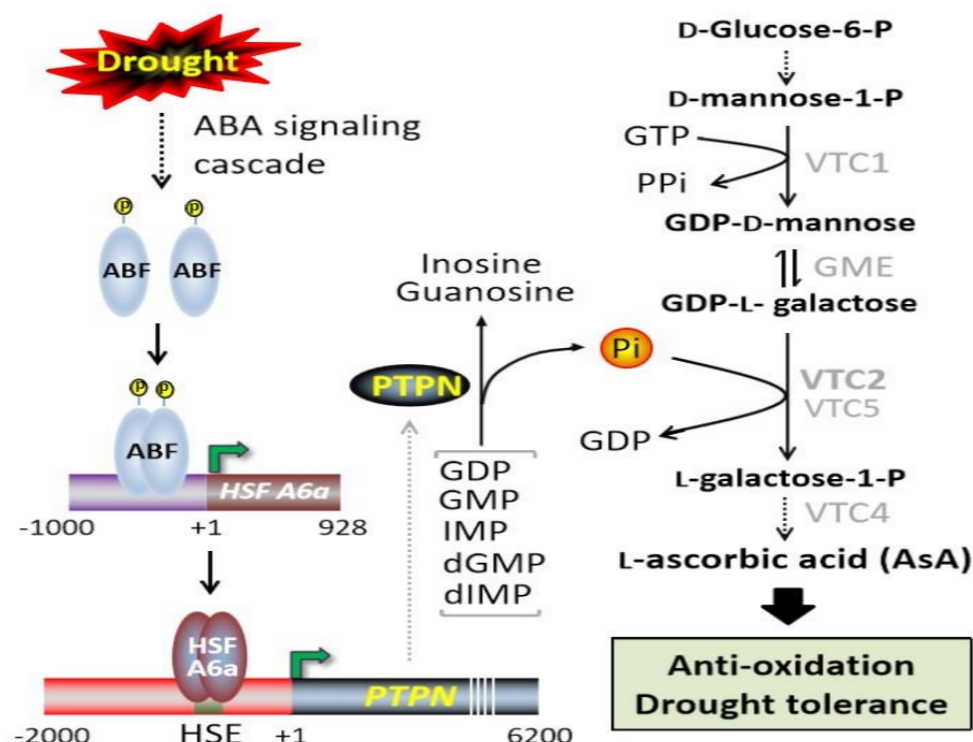 Drought
ABA signaling
cascade
P
P
ABF
ABF
P
P
ABF
HSF A6a
-1000
+1
928
HSF
A6a
PTPN
-2000
HSE
+1
6200
Inosine
Guanosine
PTPN
Pi
GDP
GDP
GMP
IMP
dGMP
dIMP
D-Glucose-6-P
D-mannose-1-P
GTP
VTC1
PPi
GDP-D-mannose
GME
GDP-L- galactose
VTC2
VTC5
L-galactose-1-P
VTC4
L-ascorbic acid (AsA)
Anti-oxidation
Drought tolerance